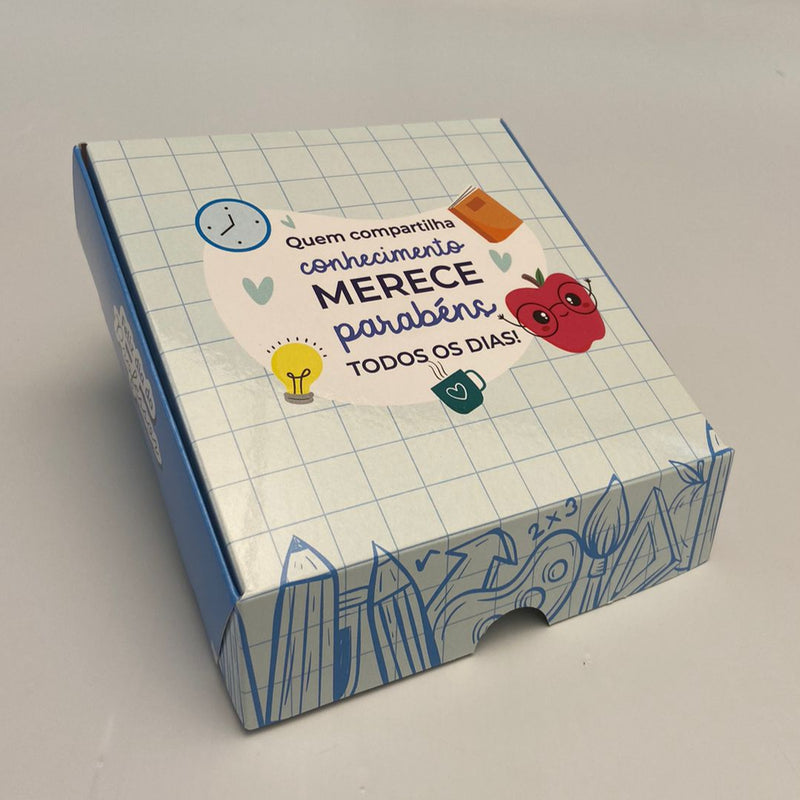 Quem compartilha
conhecimento
MERECE
parabéns
TODOS OS DIAS!
2x3